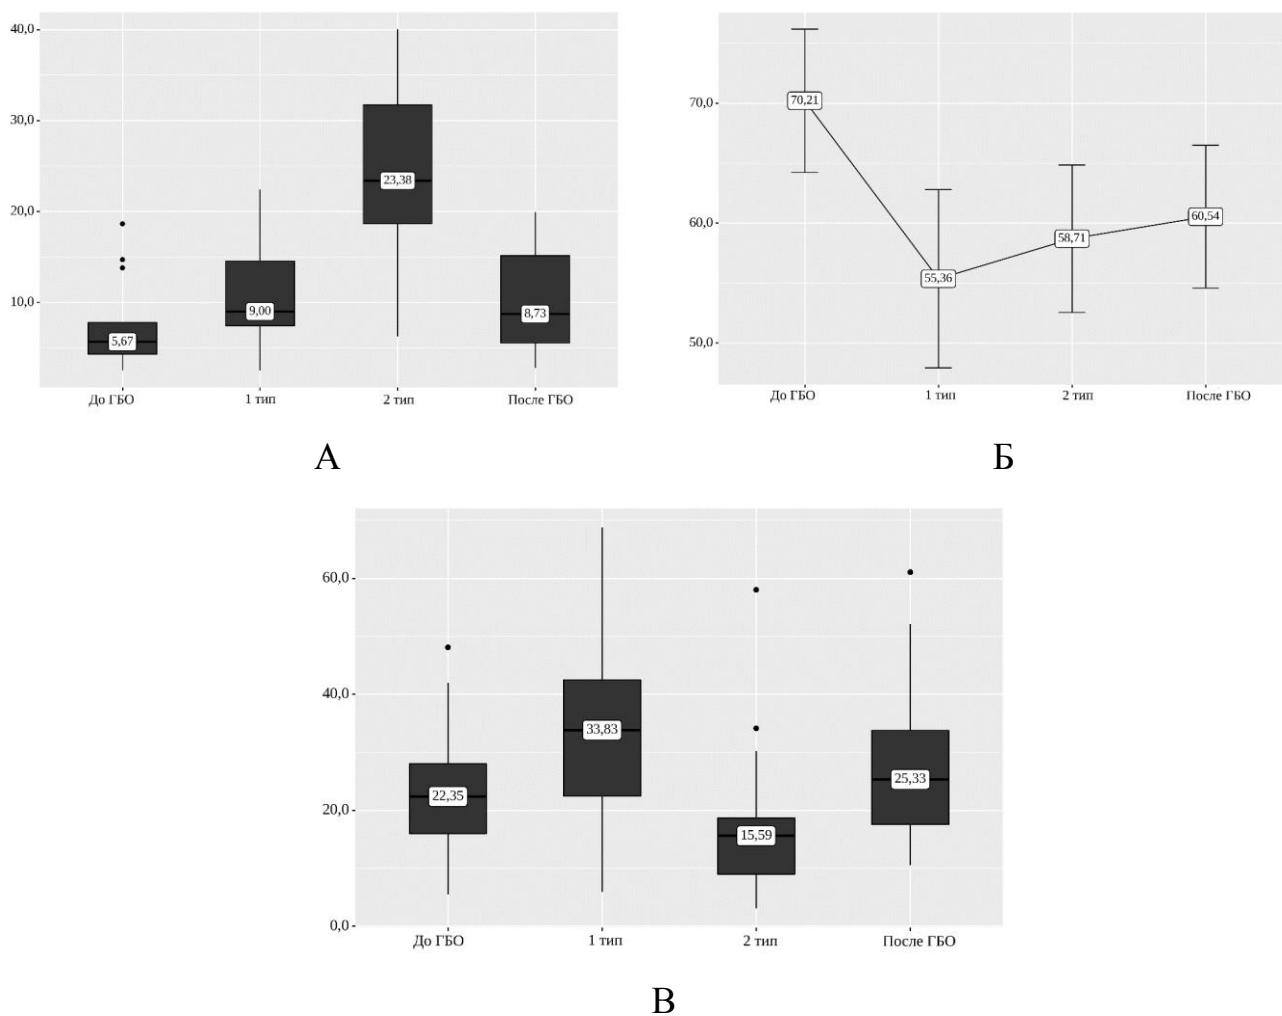 40,0
30,0
20,0
10,0
5,67
9,00
23,38
8,73
До ГБО
1 тип
2 тип
После ГБО
А
70,0
60,0
50,0
70,21
55,36
58,71
60,54
До ГБО
1 тип
2 тип
После ГБО
Б
60,0
40,0
20,0
0,0
22,35
33,83
15,59
25,33
До ГБО
1 тип
2 тип
После ГБО
В